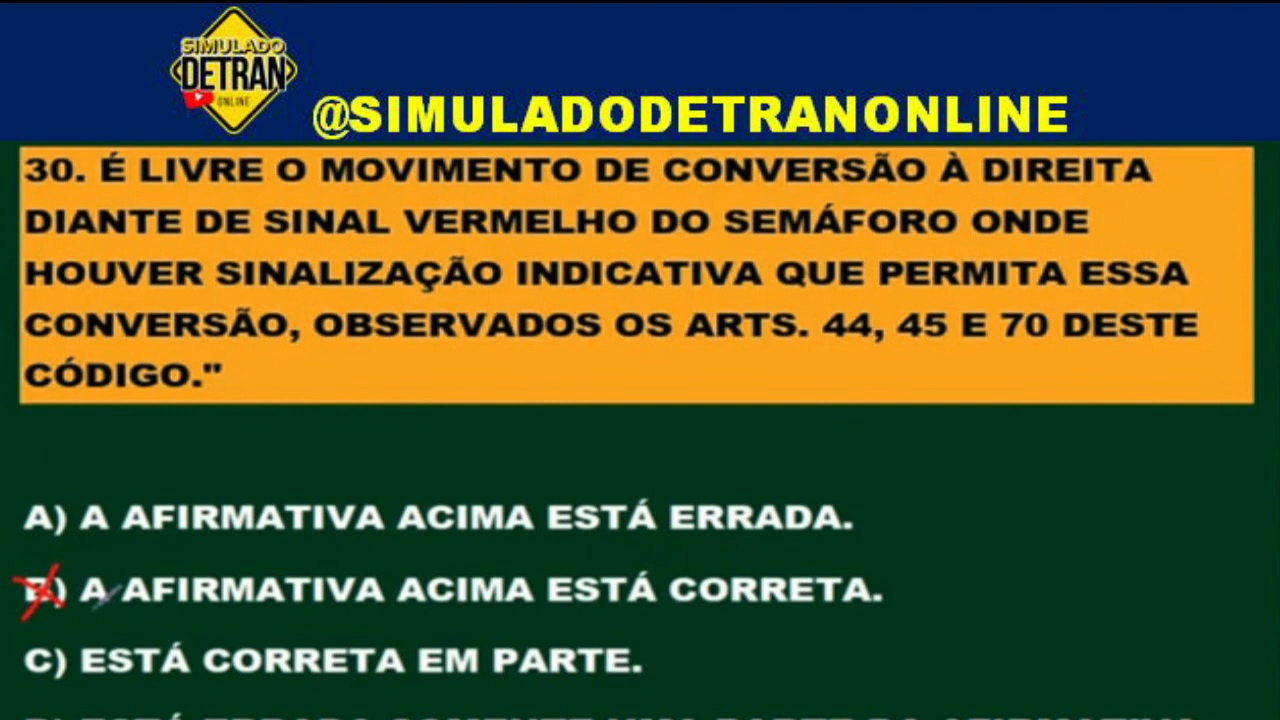 SIMULADO
DETRAN
ONLINE
@SIMULADODETRANONLINE
30. É LIVRE O MOVIMENTO DE CONVERSÃO À DIREITA
DIANTE DE SINAL VERMELHO DO SEMÁFORO ONDE
HOUVER SINALIZAÇÃO INDICATIVA QUE PERMITA ESSA
CONVERSÃO, OBSERVADOS OS ARTS. 44, 45 E 70 DESTE
CÓDIGO."
A) A AFIRMATIVA ACIMA ESTÁ ERRADA.
B) A AFIRMATIVA ACIMA ESTÁ CORRETA.
C) ESTÁ CORRETA EM PARTE.